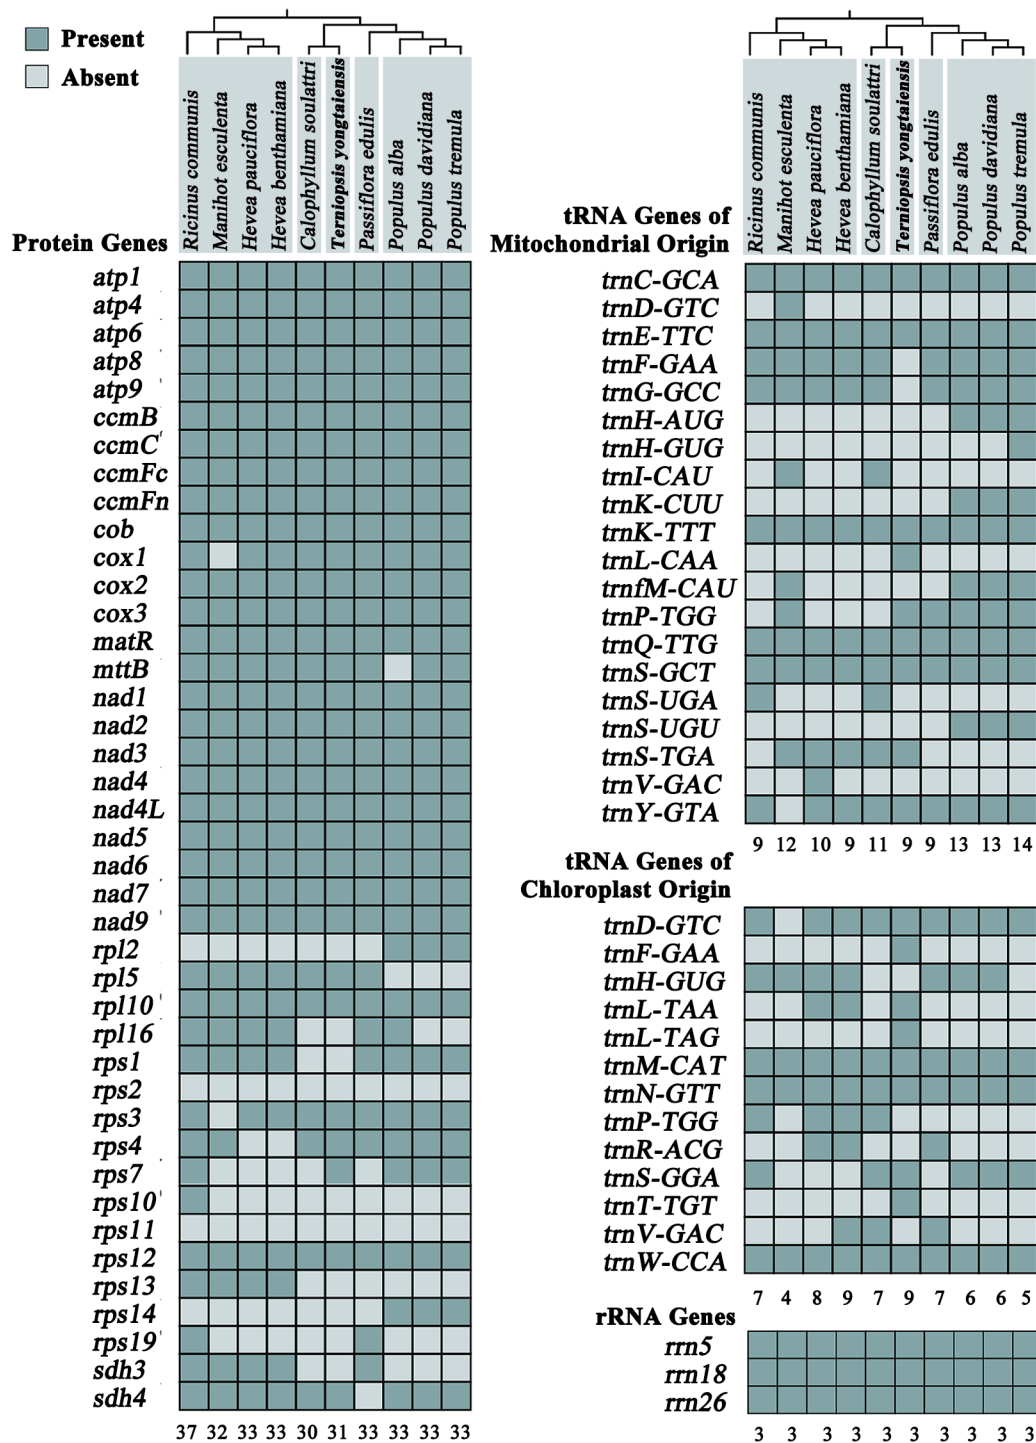 Present
Absent
Ricinus communis
Manihot esculenta
Hevea pauciflora
Hevea benthamiana
Calophyllum soulattri
Terniopsis yongtaiensis
Passiflora edulis
Populus alba
Populus davidiana
Populus tremula
Protein Genes
atp1
atp4
atp6
atp8
atp9
ccmB
ccmC
ccmFc
ccmFn
cob
cox1
cox2
cox3
matR
mttB
nad1
nad2
nad3
nad4
nad4L
nad5
nad6
nad7
nad9
rpl2
rpl5
rpl10
rpl16
rps1
rps2
rps3
rps4
rps7
rps10
rps11
rps12
rps13
rps14
rps19
sdh3
sdh4
37 32 33 33 30 31 33 33 33 33
Ricinus communis
Manihot esculenta
Hevea pauciflora
Hevea benthamiana
Calophyllum soulattri
Terniopsis yongtaiensis
Passiflora edulis
Populus alba
Populus davidiana
Populus tremula
tRNA Genes of
Mitochondrial Origin
trnC-GCA
trnD-GTC
trnE-TTC
trnF-GAA
trnG-GCC
trnH-AUG
trnH-GUG
trnI-CAU
trnK-CUU
trnK-TTT
trnL-CAA
trnfM-CAU
trnP-TGG
trnQ-TTG
trnS-GCT
trnS-UGA
trnS-UGU
trnS-TGA
trnV-GAC
trnY-GTA
9 12 10 9 11 9 9 13 13 14
tRNA Genes of
Chloroplast Origin
trnD-GTC
trnF-GAA
trnH-GUG
trnL-TAA
trnL-TAG
trnM-CAT
trnN-GTT
trnP-TGG
trnR-ACG
trnS-GGA
trnT-TGT
trnV-GAC
trnW-CCA
7 4 8 9 7 9 7 6 6 5
rRNA Genes
rrn5
rrn18
rrn26
3 3 3 3 3 3 3 3 3 3